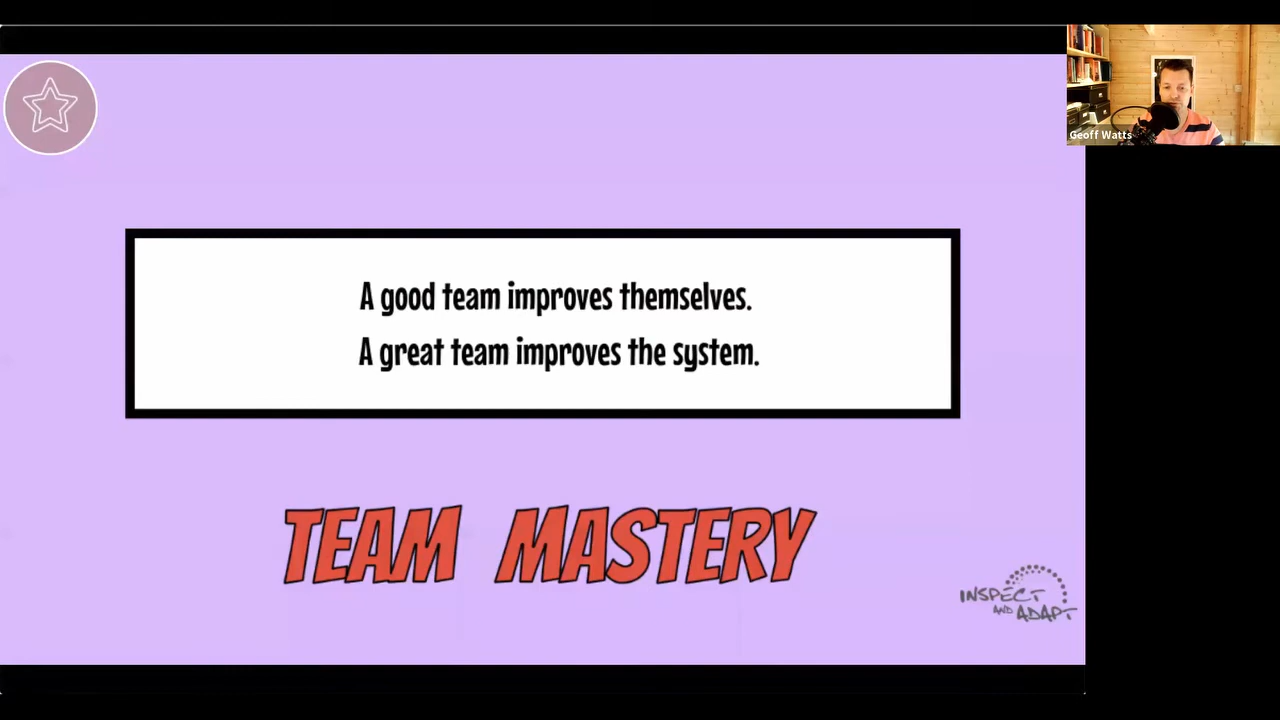 Geoff Watts
A good team improves themselves.
A great team improves the system.
TEAM MASTERY
INSPECT
AND ADAPT